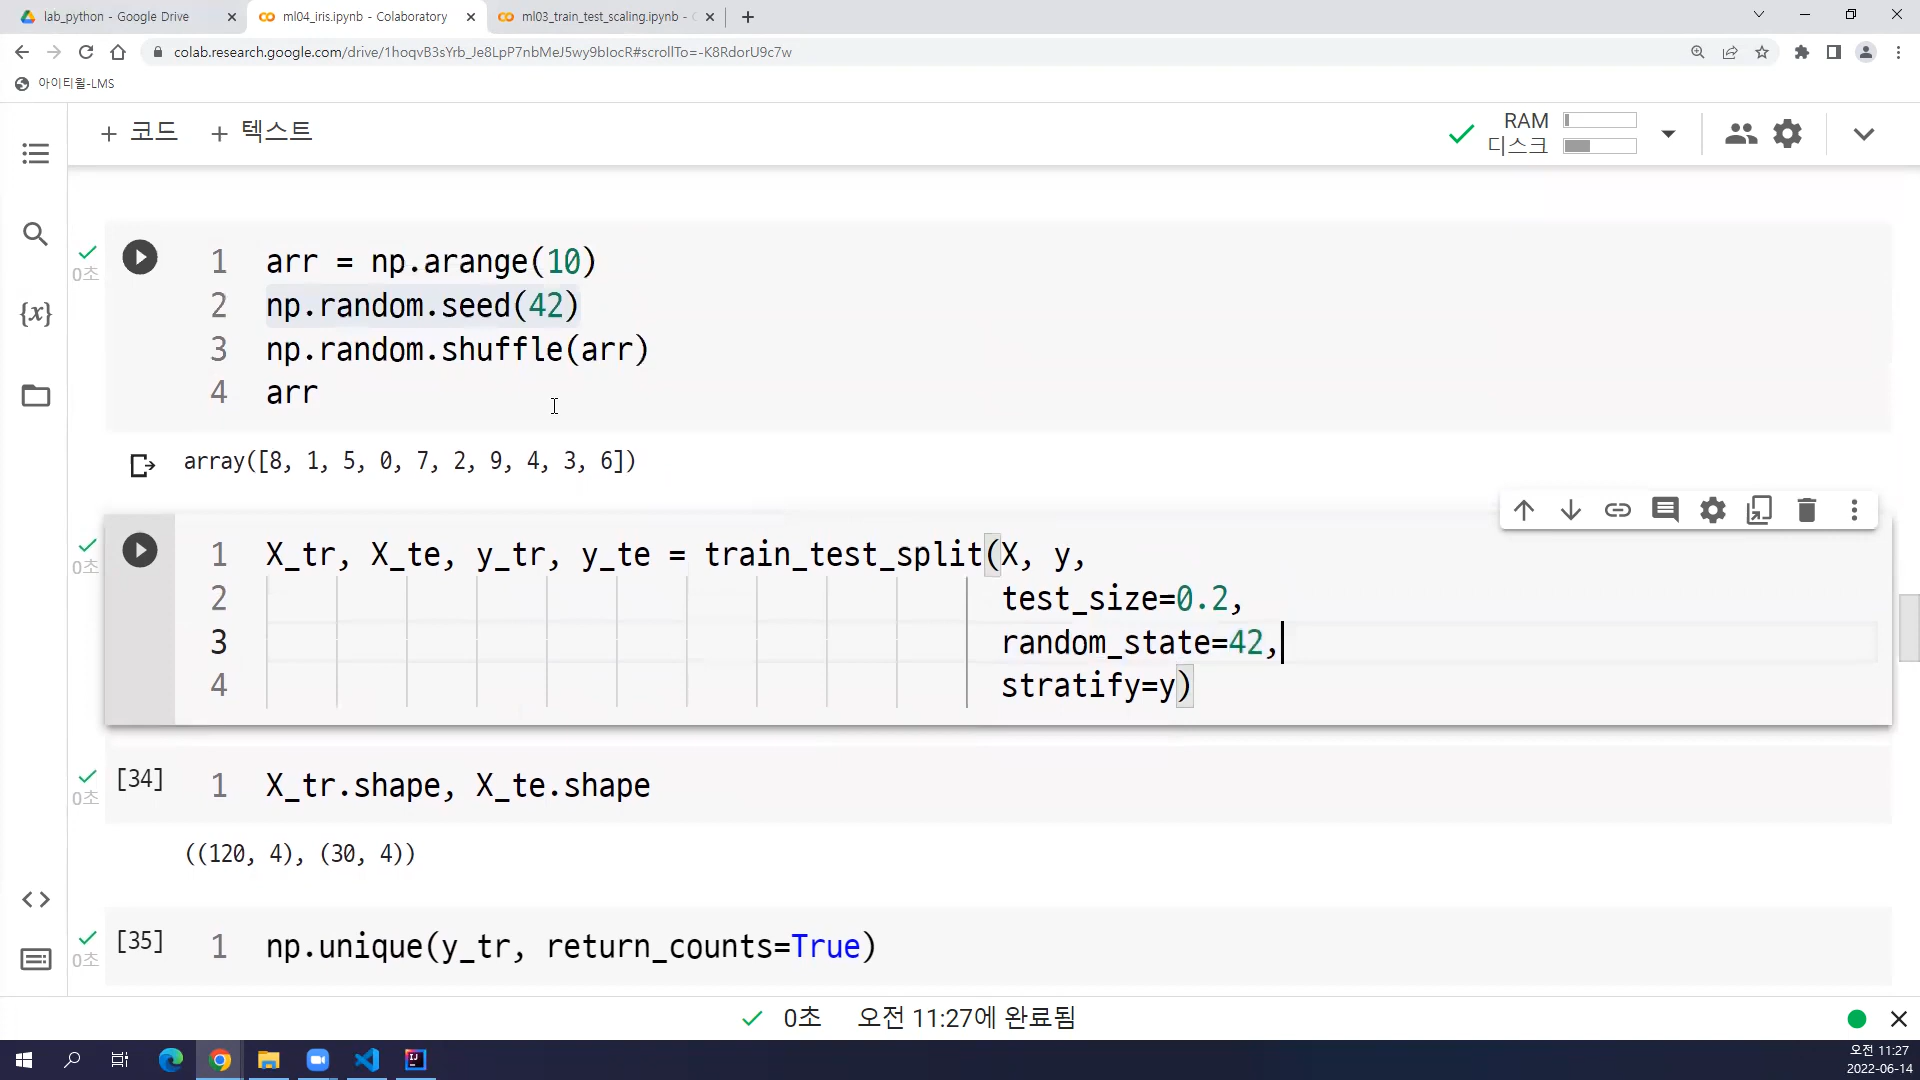 lab_python - Google Drive
ml04_iris.ipynb - Colaboratory
ml03_train_test_scaling.ipynb -
colab.research.google.com/drive/1hoqvB3sYrb_Je8LpP7nbMeJ5wy9bIocR#scrollTo=-K8RdorU9c7w
아이티윌-LMS
+ 코드 + 텍스트
RAM
디스크
0초
1 arr = np.arange(10)
2 np.random.seed(42)
3 np.random.shuffle(arr)
4 arr
array([8, 1, 5, 0, 7, 2, 9, 4, 3, 6])
0초
1 X_tr, X_te, y_tr, y_te = train_test_split(X, y,
2 test_size=0.2,
3 random_state=42,
4 stratify=y)
0초
[34] 1 X_tr.shape, X_te.shape
((120, 4), (30, 4))
0초
[35] 1 np.unique(y_tr, return_counts=True)
0초 오전 11:27에 완료됨
오전 11:27
2022-06-14